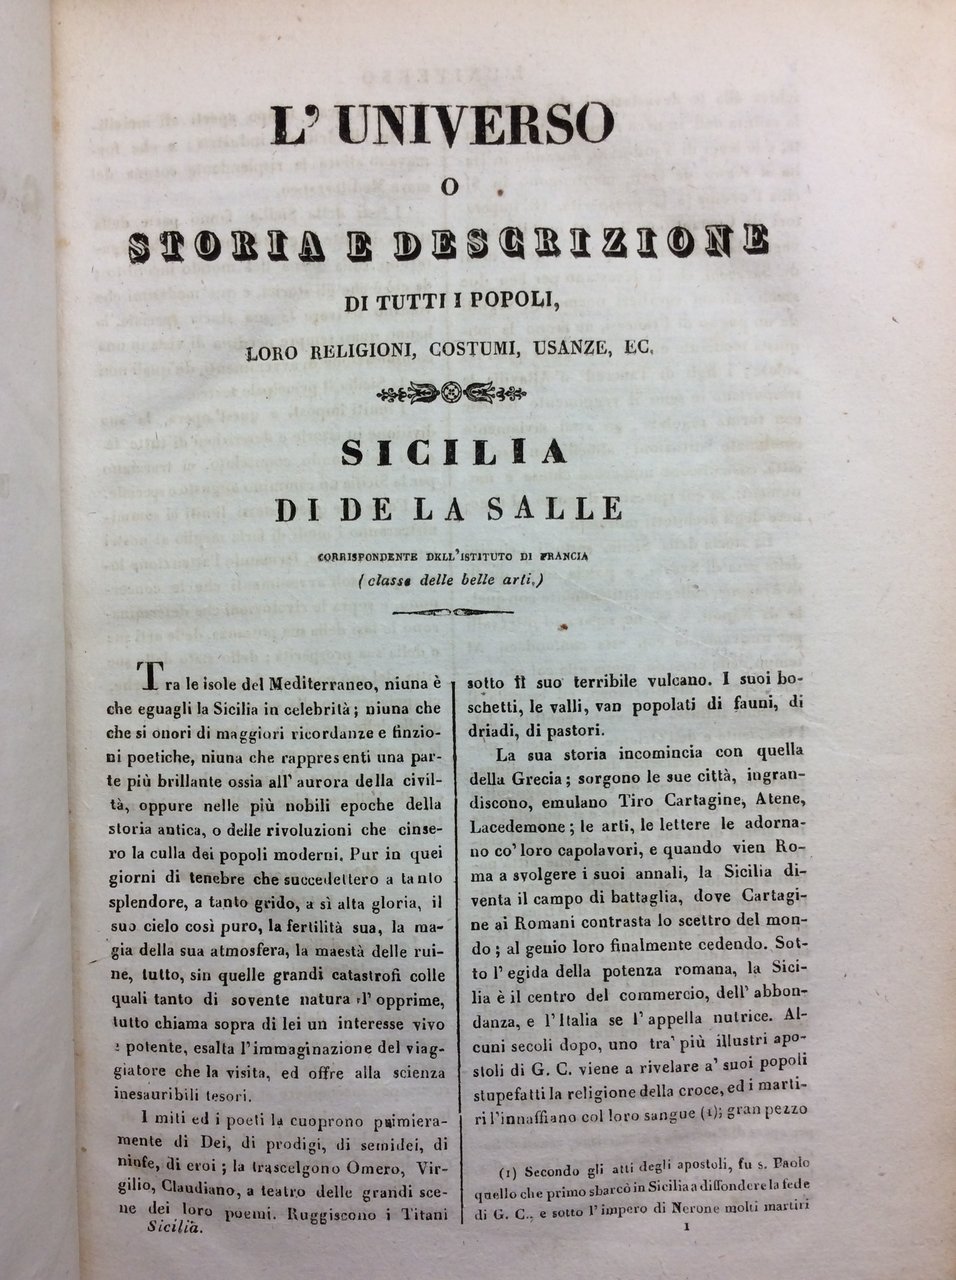 L' UNIVERSO
O
STORIA E DESCRIZIONE
DI TUTTI I POPOLI,
LORO RELIGIONI, COSTUMI, USANZE, EC.
SICILIA
DI DE LA SALLE
CORRISPONDENTE DELL'ISTITUTO DI FRANCIA
(classe delle belle arti,)
Tra le isole del Mediterraneo, niuna è
che eguagli la Sicilia in celebrità; niuna che
che si onori di maggiori ricordanze e finzio-
ni poetiche, niuna che rappresenti una par-
te più brillante ossia all' aurora della civil-
tà, oppure nelle più nobili epoche della
storia antica, o delle rivoluzioni che cinse-
ro la culla dei popoli moderni. Pur in quei
giorni di tenebre che succedettero a tanto
splendore, a tanto grido, a sì alta gloria, il
suo cielo così puro, la fertilità sua, la ma-
gia della sua atmosfera, la maestà delle rui-
ne, tutto, sin quelle grandi catastrofi colle
quali tanto di sovente natura l' opprime,
tutto chiama sopra di lei un interesse vivo
e potente, esalta l'immaginazione del viag-
giatore che la visita, ed offre alla scienza
inesauribili tesori.
I miti ed i poeti la cuoprono primiera-
mente di Dei, di prodigi, di semidei, di
ninfe, di eroi; la trascelgono Omero, Vir-
gilio, Claudiano, a teatro delle grandi sce-
ne dei loro poemi. Ruggiscono i Titani
Sicilia.
sotto il suo terribile vulcano. I suoi bo-
schetti, le valli, van popolati di fauni, di
driadi, di pastori.
La sua storia incomincia con quella
della Grecia; sorgono le sue città, ingran-
discono, emulano Tiro Cartagine, Atene,
Lacedemone; le arti, le lettere le adorna-
no co' loro capolavori, e quando vien Ro-
ma a svolgere i suoi annali, la Sicilia di-
venta il campo di battaglia, dove Cartagi-
ne ai Romani contrasta lo scettro del mon-
do; al genio loro finalmente cedendo. Sot-
to l' egida della potenza romana, la Sici-
lia è il centro del commercio, dell' abbon-
danza, e l' Italia se l' appella nutrice. Al-
cuni secoli dopo, uno tra' più illustri apo-
stoli di G. C. viene a rivelare a' suoi popoli
stupefatti la religione della croce, ed i marti-
ri l'innaffiano col loro sangue (1); gran pezzo
(1) Secondo gli atti degli apostoli, fu s. Paolo
quello che primo sbarcò in Sicilia a diffondere la fede
di G. C., e sotto l' impero di Nerone molti martiri
1